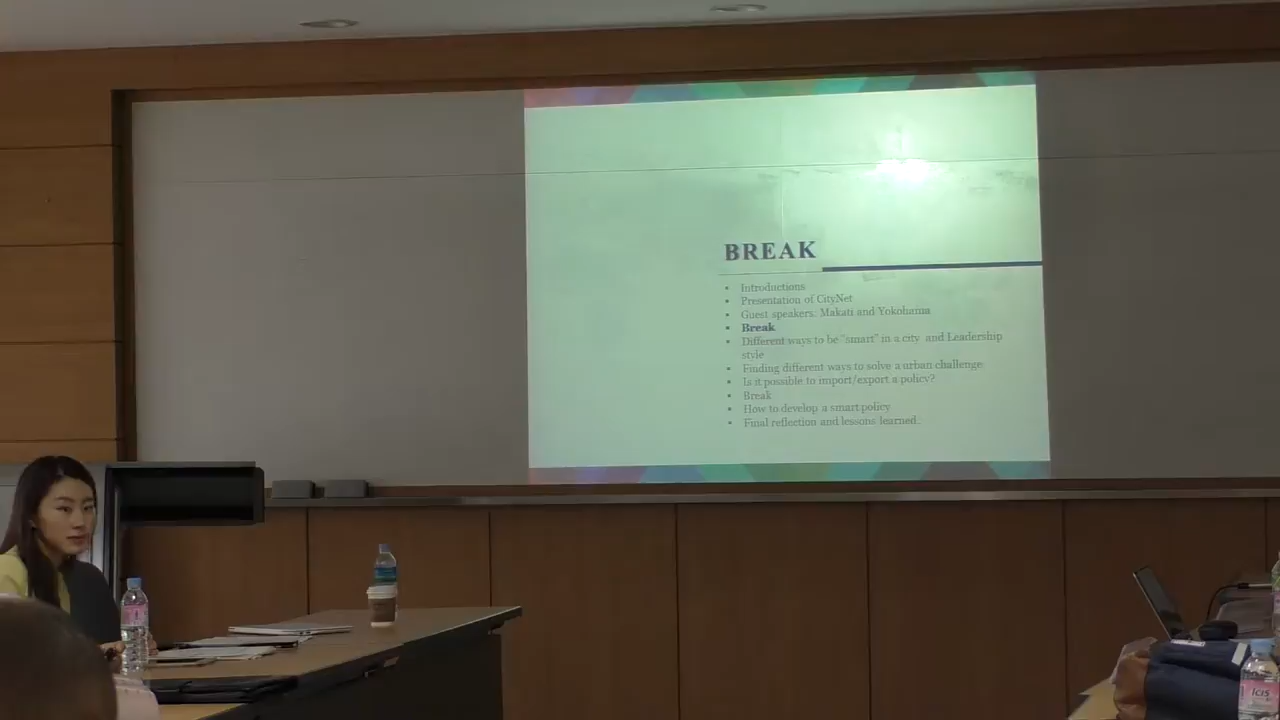 BREAK
Introductions
Presentation of CityNet
Guest speakers: Makati and Yokohama
Break
Different ways to be "smart" in a city and Leadership
style
Finding different ways to solve a urban challenge
Is it possible to import/export a policy?
Break
How to develop a smart policy
Final reflection and lessons learned.
ICIS